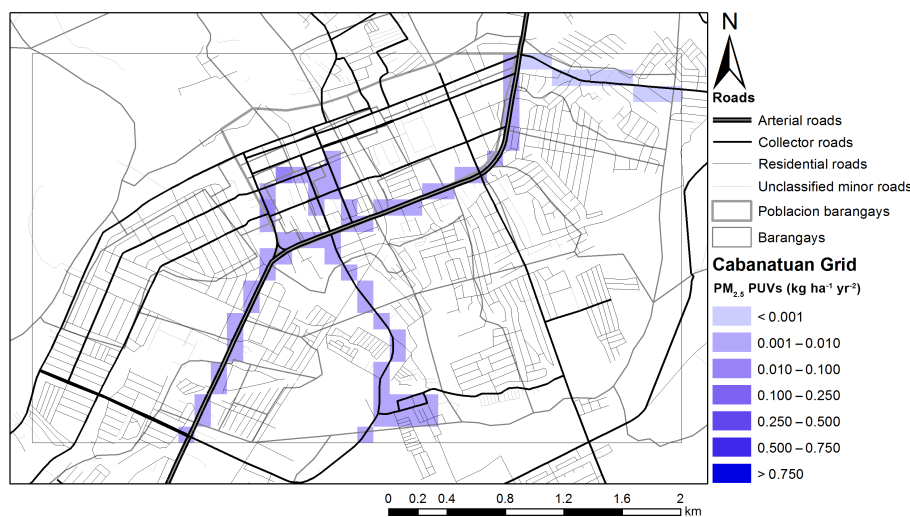 N
Roads
Arterial roads
Collector roads
Residential roads
Unclassified minor roads
Poblacion barangays
Barangays
Cabanatuan Grid
PM2.5 PUVs (kg ha⁻¹ yr⁻²)
< 0.001
0.001 – 0.010
0.010 – 0.100
0.100 – 0.250
0.250 – 0.500
0.500 – 0.750
> 0.750
0 0.2 0.4 0.8 1.2 1.6 2
km